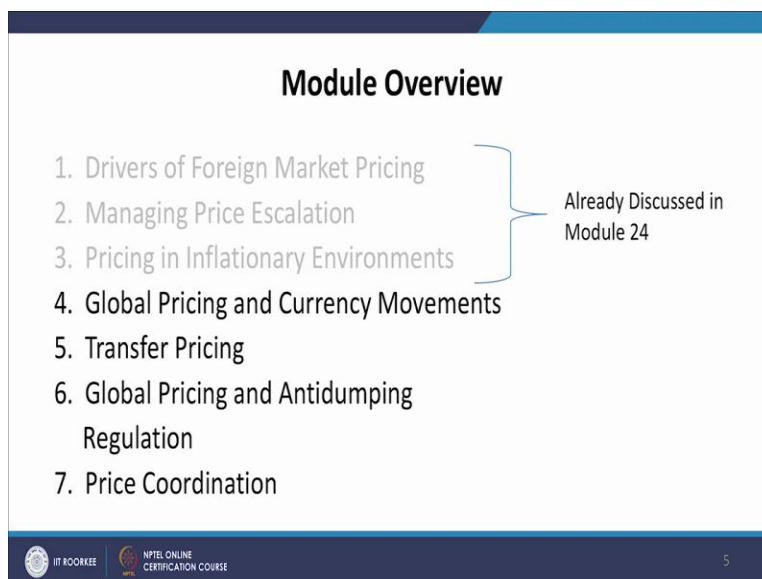 Module Overview
1. Drivers of Foreign Market Pricing
2. Managing Price Escalation
3. Pricing in Inflationary Environments
Already Discussed in
Module 24
4. Global Pricing and Currency Movements
5. Transfer Pricing
6. Global Pricing and Antidumping
Regulation
7. Price Coordination
IIT ROORKEE
NPTEL ONLINE
CERTIFICATION COURSE
5